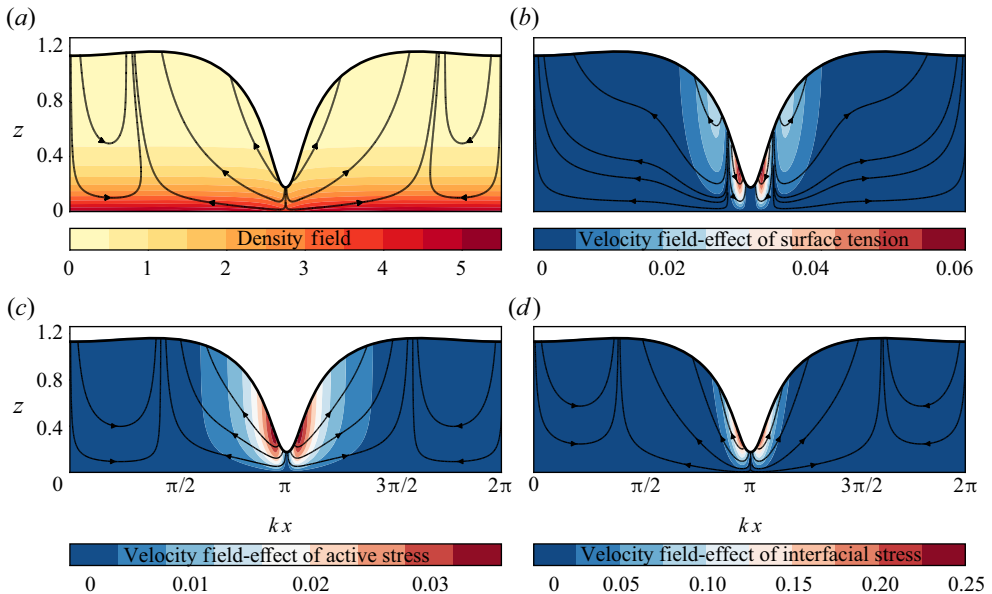 (a)
(b)
1.2
0.8
z
0.4
0
Density field
0 1 2 3 4 5
Velocity field-effect of surface tension
0 0.02 0.04 0.06
(c)
(d)
1.2
0.8
z
0.4
0 π/2 π 3π/2 2π
0 π/2 π 3π/2 2π
kx
kx
Velocity field-effect of active stress
0 0.01 0.02 0.03
Velocity field-effect of interfacial stress
0 0.05 0.10 0.15 0.20 0.25